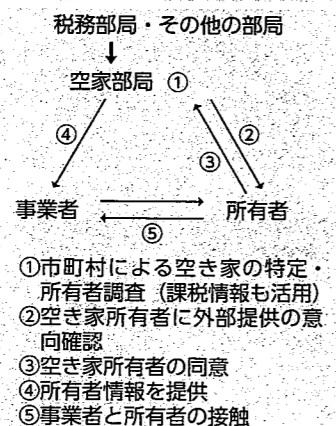 税務部局・その他の部局
空家部局 ①
④
②
③
事業者
所有者
⑤
①市町村による空き家の特定・
所有者調査（課税情報も活用）
②空き家所有者に外部提供の意
向確認
③空き家所有者の同意
④所有者情報を提供
⑤事業者と所有者の接触